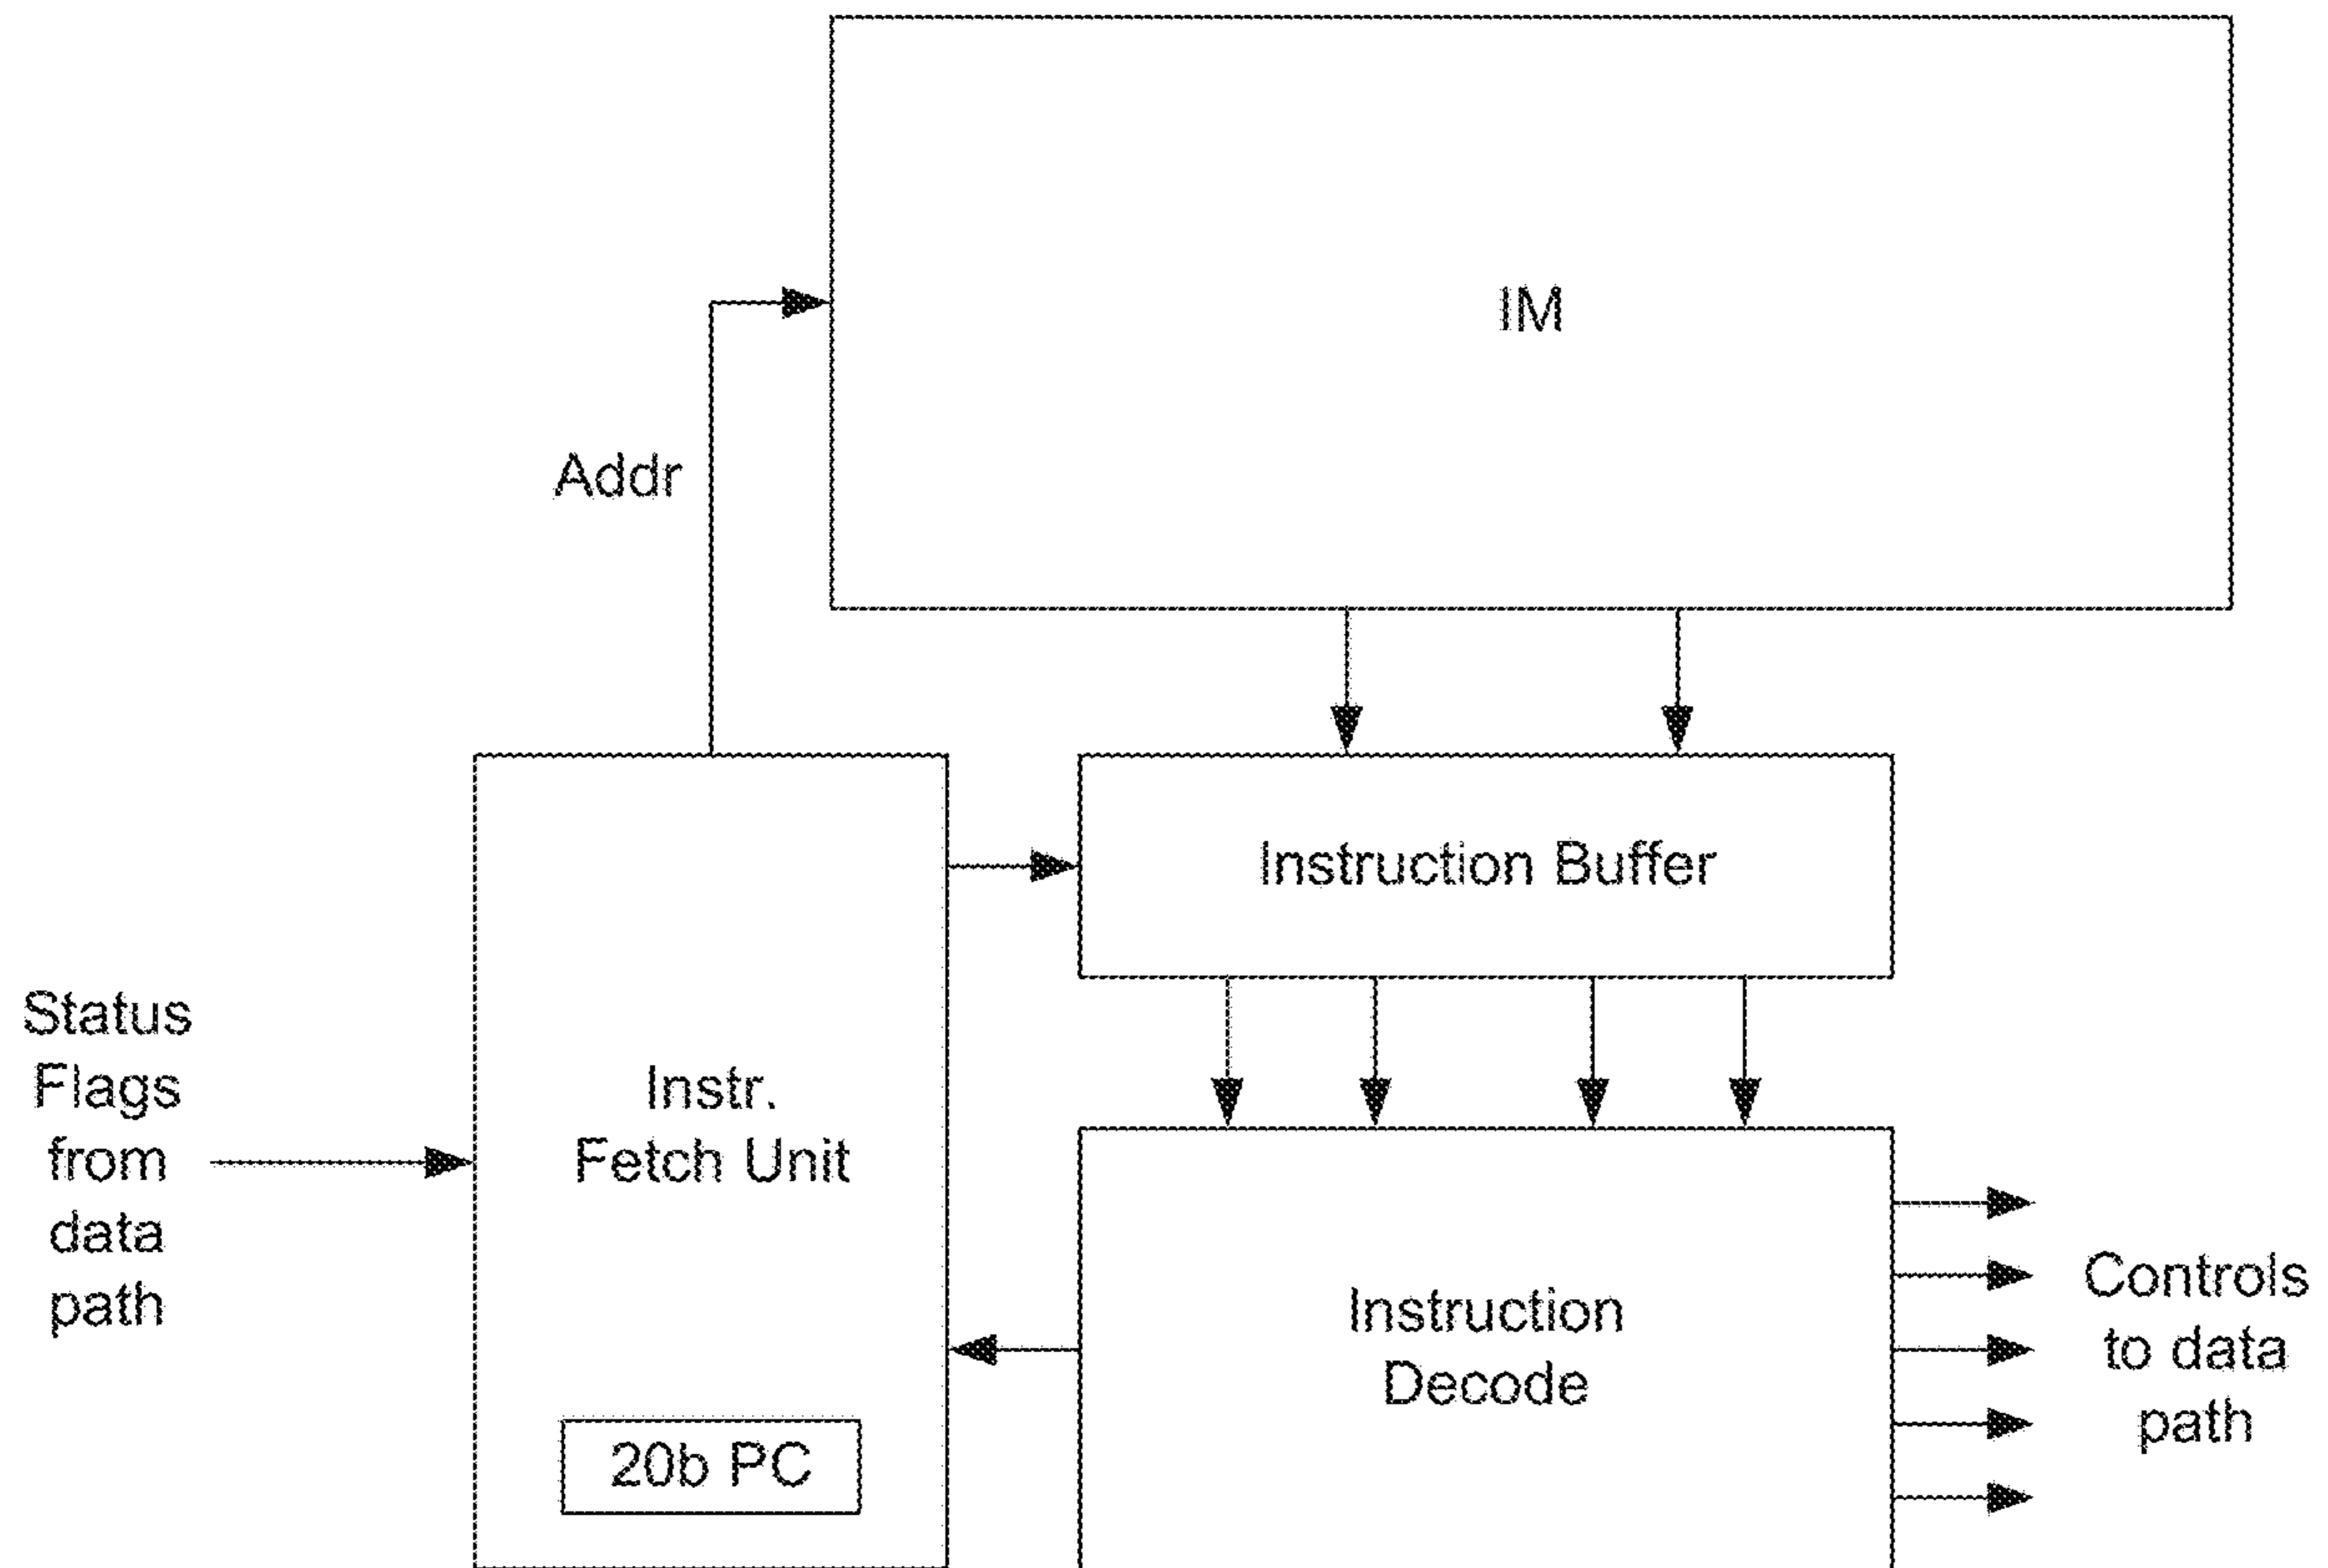 IM
Addr
Instruction Buffer
Status
Flags
from
data
path
Instr.
Fetch Unit
20b PC
Instruction
Decode
Controls
to data
path